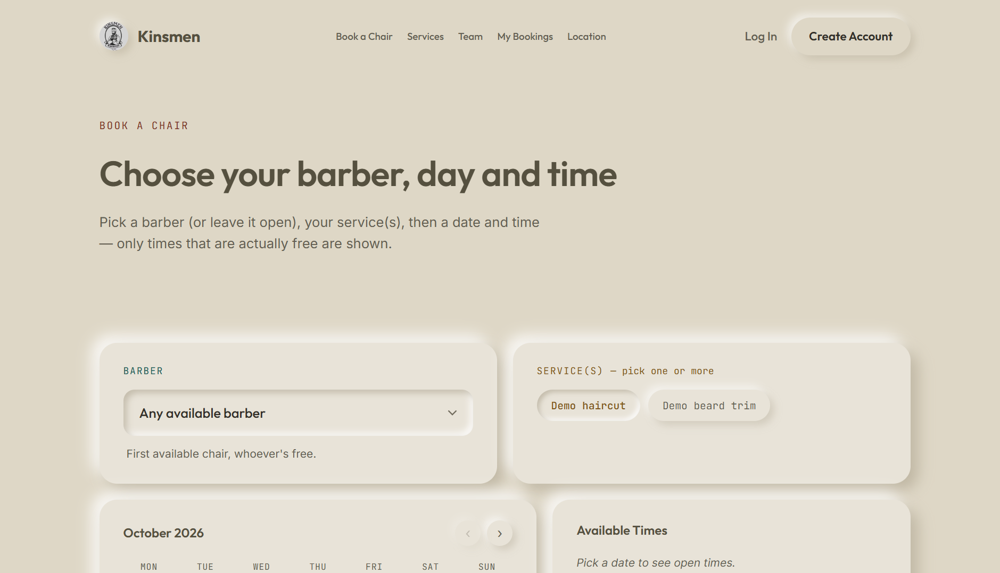 KINSMEN
BARBERS
Kinsmen
Book a Chair
Services
Team
My Bookings
Location
Log In
Create Account
BOOK A CHAIR
Choose your barber, day and time
Pick a barber (or leave it open), your service(s), then a date and time
— only times that are actually free are shown.
BARBER
Any available barber
First available chair, whoever's free.
SERVICE(S) — pick one or more
Demo haircut
Demo beard trim
October 2026
MON TUE WED THU FRI SAT SUN
Available Times
Pick a date to see open times.